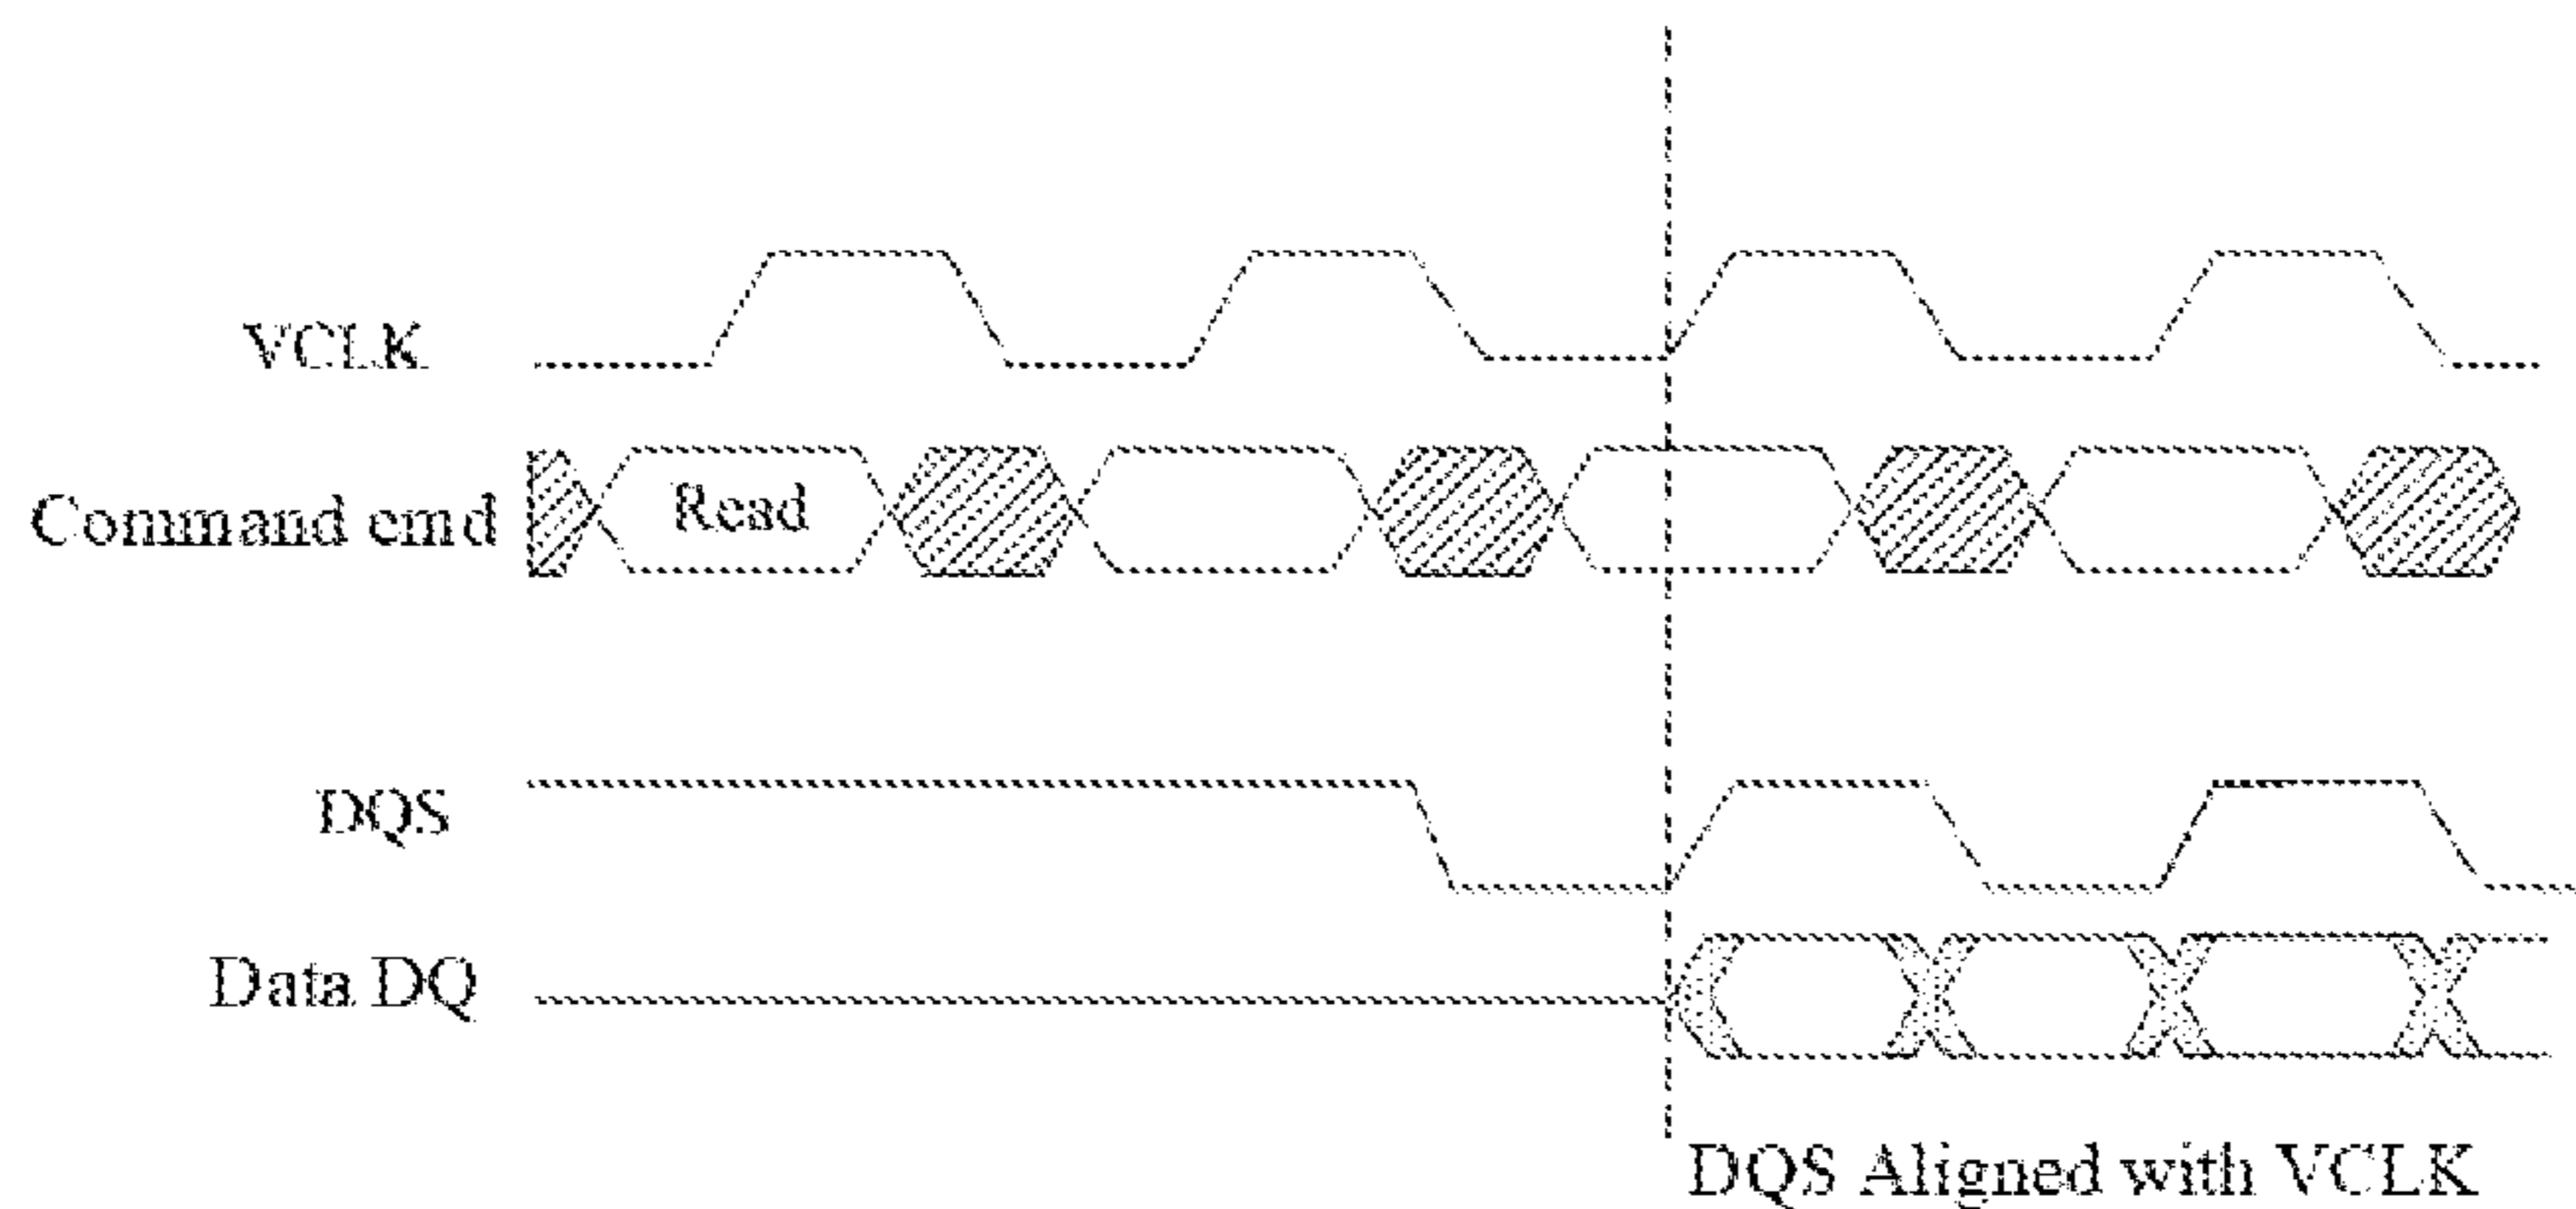 VCLK
Command cmd
Read
DQS
Data DQ
DQS Aligned with VCLK